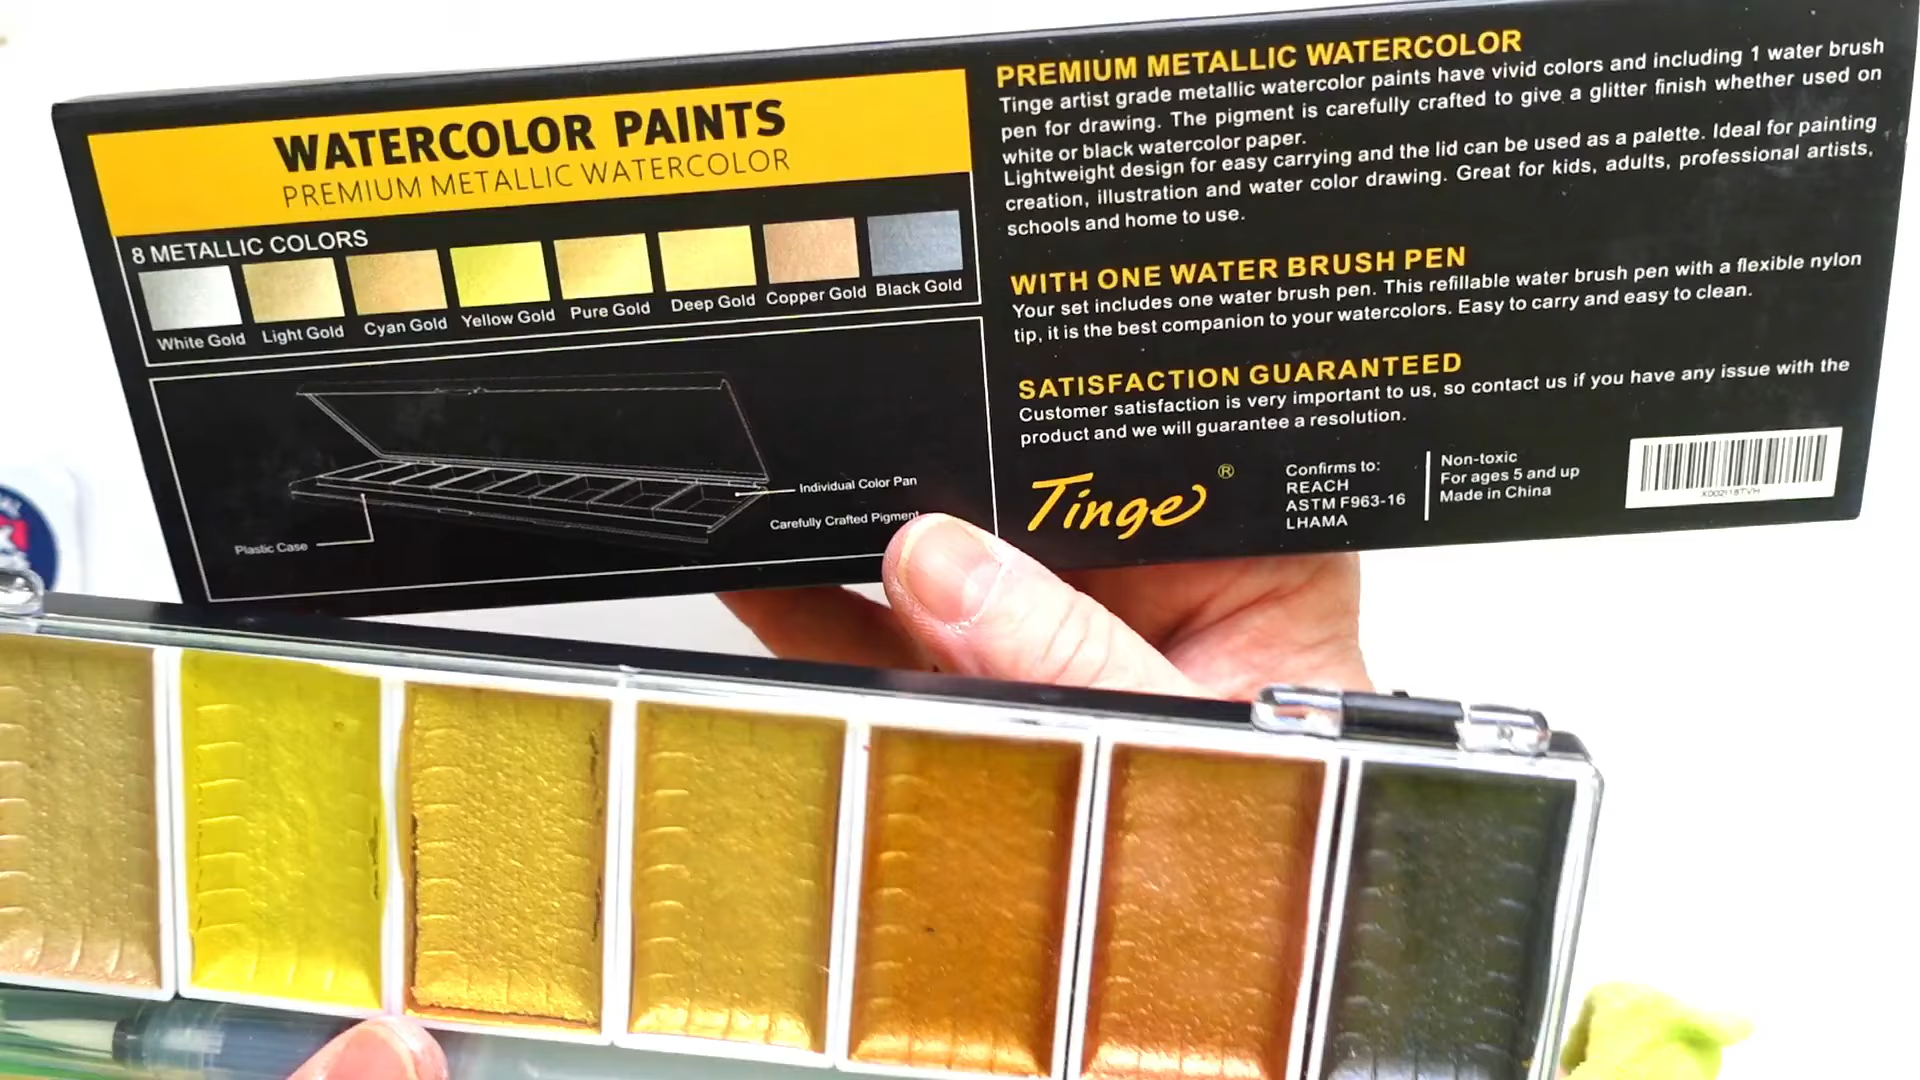 WATERCOLOR PAINTS
PREMIUM METALLIC WATERCOLOR
8 METALLIC COLORS
White Gold
Light Gold
Cyan Gold
Yellow Gold
Pure Gold
Deep Gold
Copper Gold
Black Gold
Individual Color Pan
Carefully Crafted Pigment
Plastic Case
PREMIUM METALLIC WATERCOLOR
Tinge artist grade metallic watercolor paints have vivid colors and including 1 water brush
pen for drawing. The pigment is carefully crafted to give a glitter finish whether used on
white or black watercolor paper.
Lightweight design for easy carrying and the lid can be used as a palette. Ideal for painting
creation, illustration and water color drawing. Great for kids, adults, professional artists,
schools and home to use.
WITH ONE WATER BRUSH PEN
Your set includes one water brush pen. This refillable water brush pen with a flexible nylon
tip, it is the best companion to your watercolors. Easy to carry and easy to clean.
SATISFACTION GUARANTEED
Customer satisfaction is very important to us, so contact us if you have any issue with the
product and we will guarantee a resolution.
Tinge ®
Confirms to:
REACH
ASTM F963-16
LHAMA
Non-toxic
For ages 5 and up
Made in China